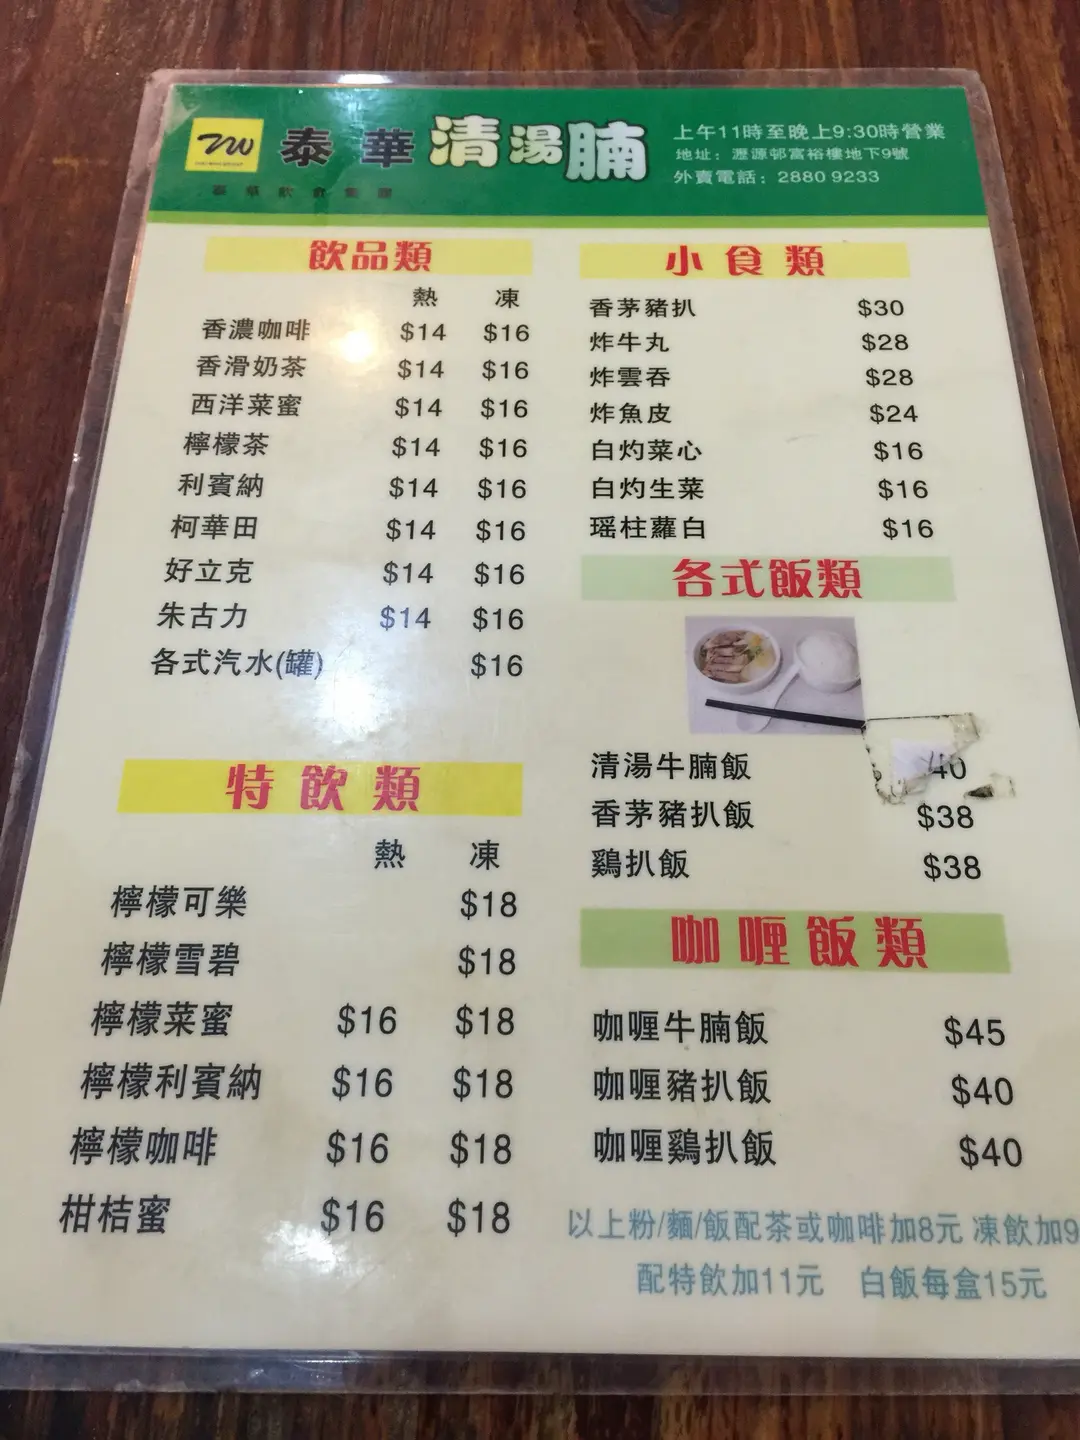 TW
泰華清湯腩
泰華飲食集團
上午11時至晚上9:30時營業
地址：瀝源邨富裕樓地下9號
外賣電話：2880 9233
飲品類
熱 凍
香濃咖啡 $14 $16
香滑奶茶 $14 $16
西洋菜蜜 $14 $16
檸檬茶 $14 $16
利賓納 $14 $16
柯華田 $14 $16
好立克 $14 $16
朱古力 $14 $16
各式汽水(罐) $16
特飲類
熱 凍
檸檬可樂 $18
檸檬雪碧 $18
檸檬菜蜜 $16 $18
檸檬利賓納 $16 $18
檸檬咖啡 $16 $18
柑桔蜜 $16 $18
小食類
香茅豬扒 $30
炸牛丸 $28
炸雲吞 $28
炸魚皮 $24
白灼菜心 $16
白灼生菜 $16
瑶柱蘿白 $16
各式飯類
清湯牛腩飯 40
香茅豬扒飯 $38
鷄扒飯 $38
咖喱飯類
咖喱牛腩飯 $45
咖喱豬扒飯 $40
咖喱鷄扒飯 $40
以上粉/麵/飯配茶或咖啡加8元 凍飲加9
配特飲加11元 白飯每盒15元